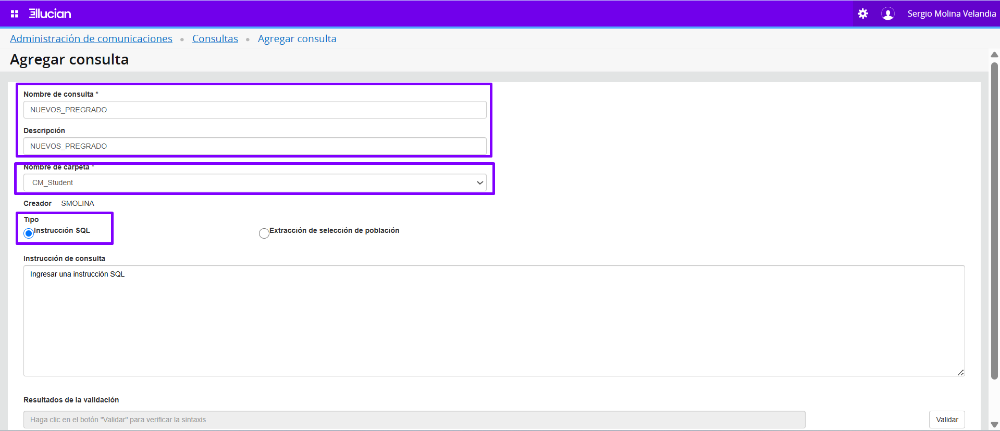 ellucian
Sergio Molina Velandia
Administración de comunicaciones • Consultas • Agregar consulta
Agregar consulta
Nombre de consulta *
NUEVOS_PREGRADO
Descripción
NUEVOS_PREGRADO
Nombre de carpeta *
CM_Student
Creador SMOLINA
Tipo
Instrucción SQL
Extracción de selección de población
Instrucción de consulta
Ingresar una instrucción SQL
Resultados de la validación
Haga clic en el botón "Validar" para verificar la sintaxis
Validar